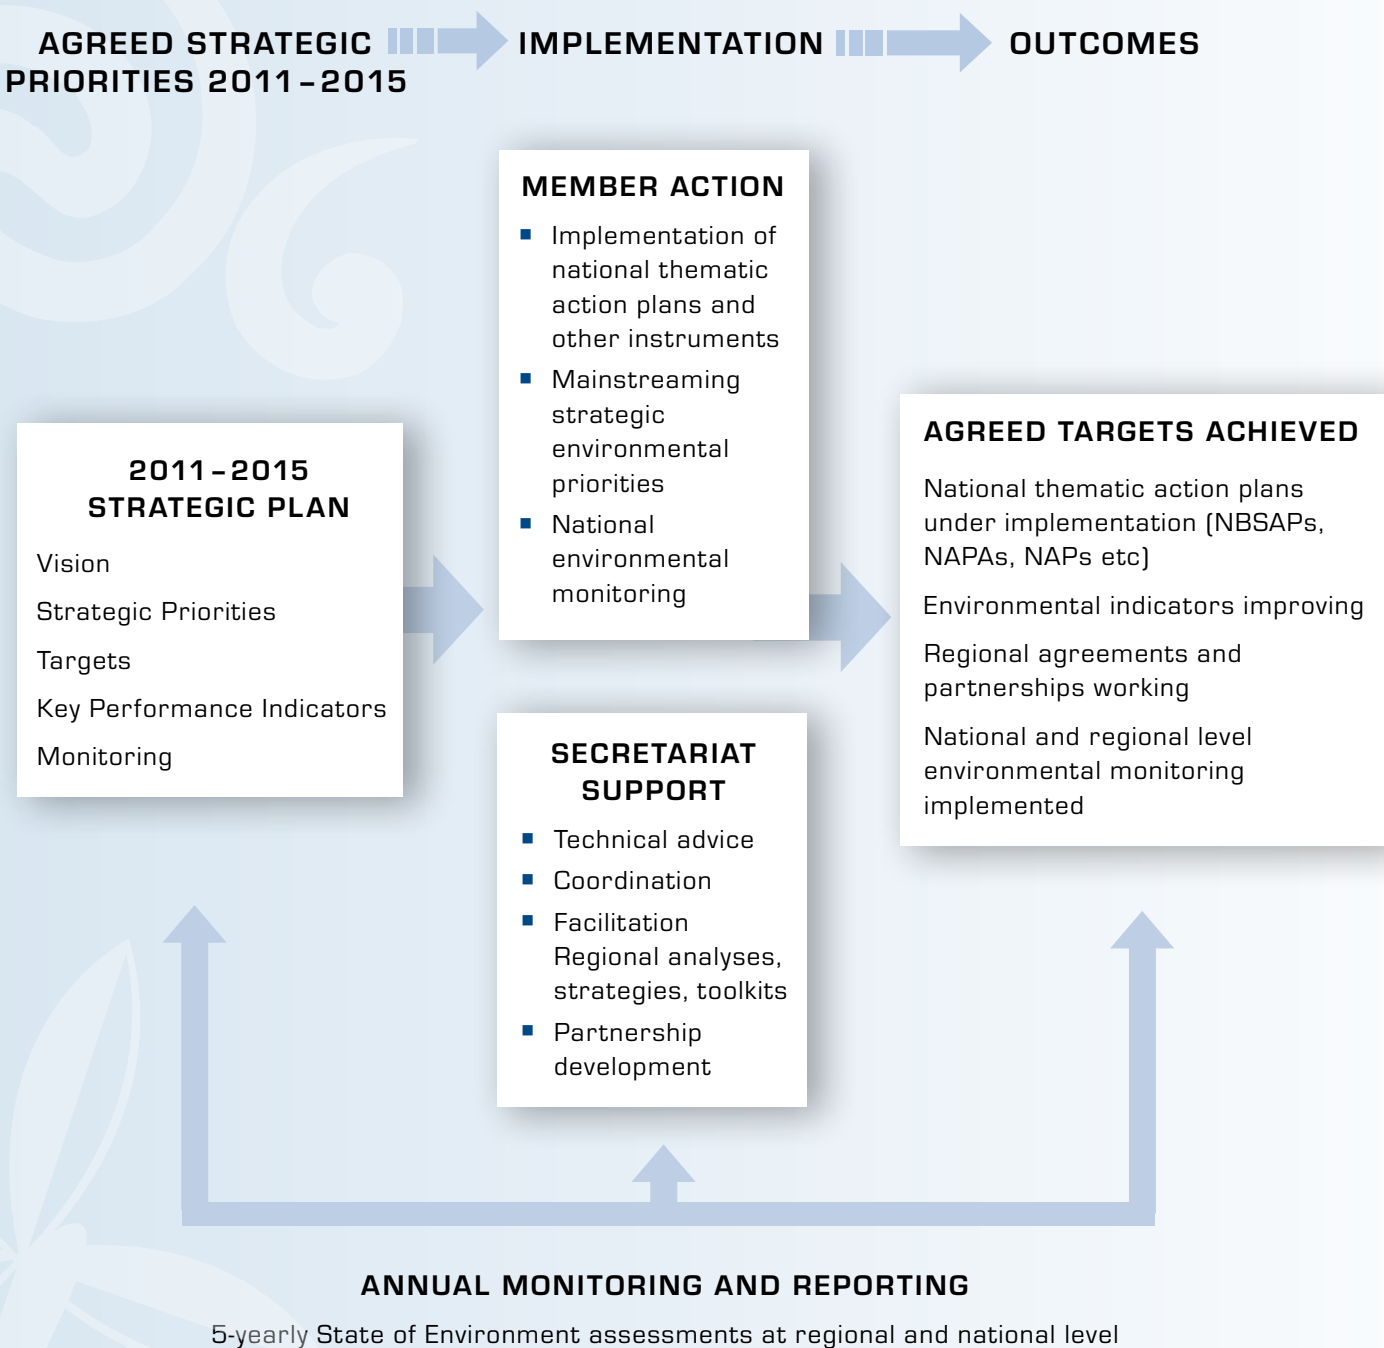 AGREED STRATEGIC
PRIORITIES 2011–2015
IMPLEMENTATION
OUTCOMES
2011–2015
STRATEGIC PLAN
Vision
Strategic Priorities
Targets
Key Performance Indicators
Monitoring
MEMBER ACTION
Implementation of
national thematic
action plans and
other instruments
Mainstreaming
strategic
environmental
priorities
National
environmental
monitoring
SECRETARIAT
SUPPORT
Technical advice
Coordination
Facilitation
Regional analyses,
strategies, toolkits
Partnership
development
AGREED TARGETS ACHIEVED
National thematic action plans
under implementation (NBSAPs,
NAPAs, NAPs etc)
Environmental indicators improving
Regional agreements and
partnerships working
National and regional level
environmental monitoring
implemented
ANNUAL MONITORING AND REPORTING
5-yearly State of Environment assessments at regional and national level